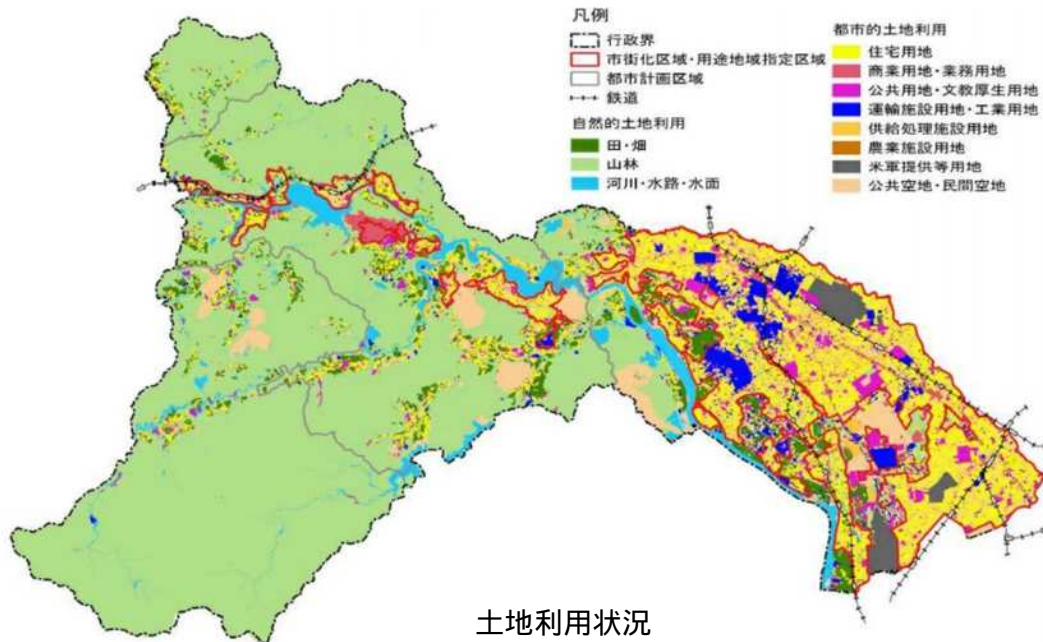 凡例
行政界
市街化区域・用途地域指定区域
都市計画区域
鉄道
自然的土地利用
田・畑
山林
河川・水路・水面
都市的土地利用
住宅用地
商業用地・業務用地
公共用地・文教厚生用地
運輸施設用地・工業用地
供給処理施設用地
農業施設用地
米軍提供等用地
公共空地・民間空地
土地利用状況